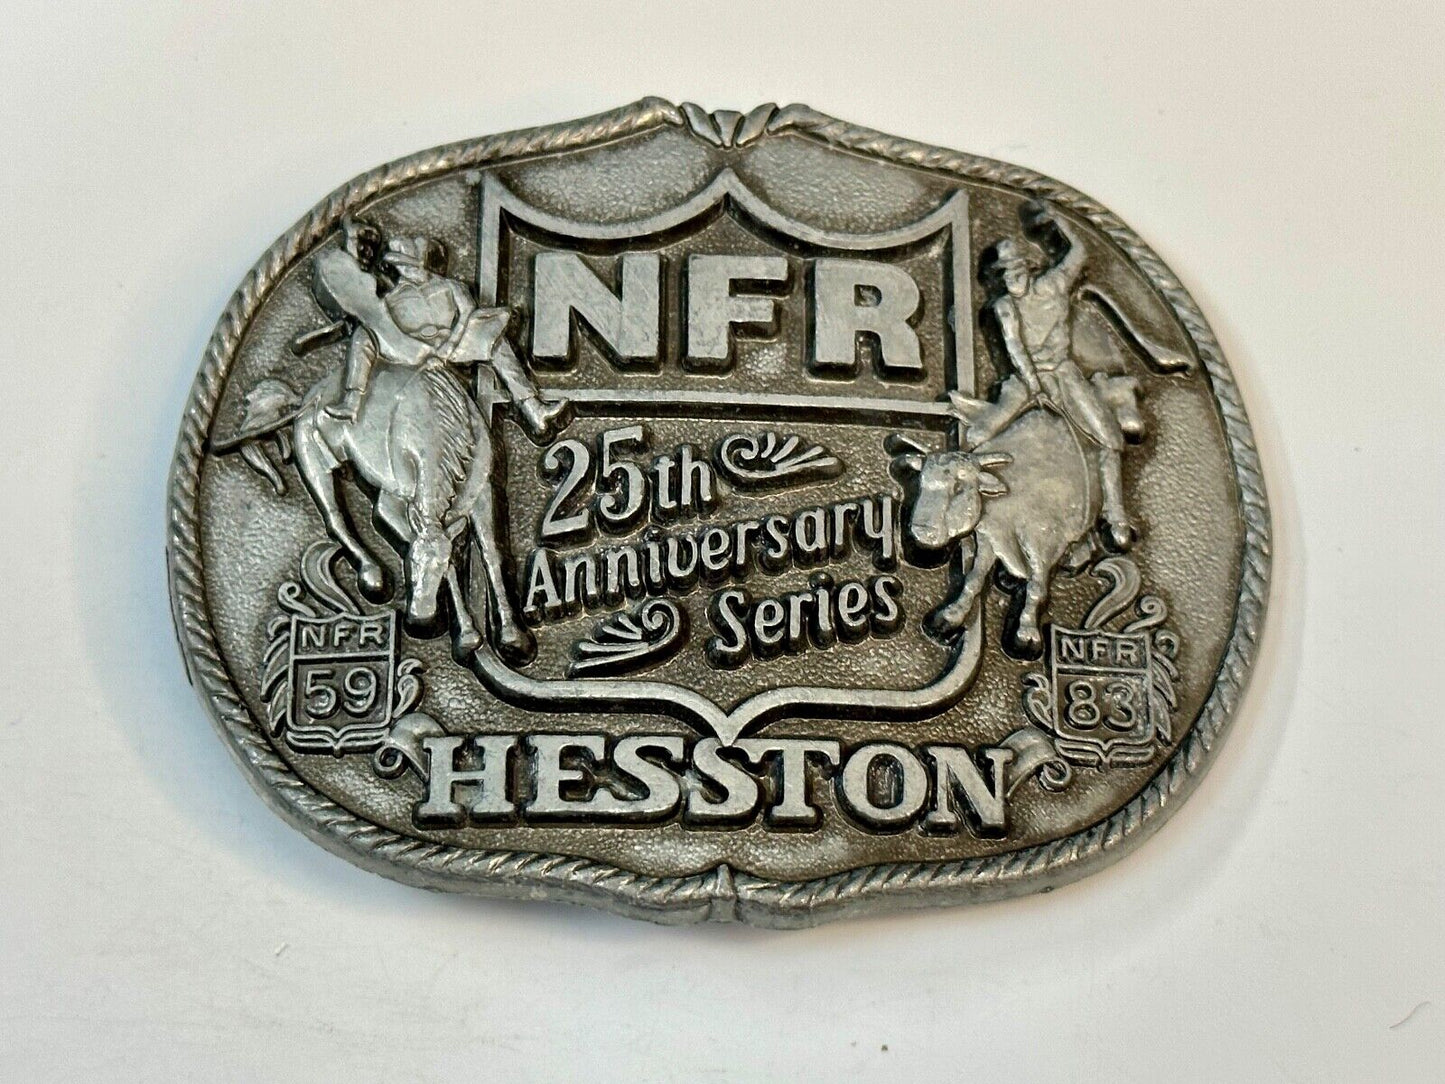 NFR
25th
Anniversary
Series
NFR
59
NFR
83
HESSTON